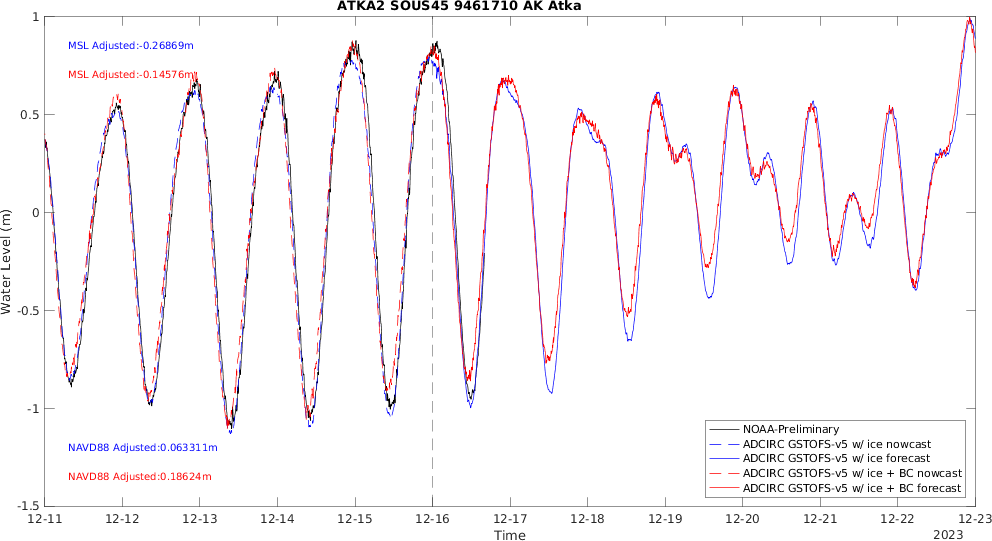 ATKA2 SOUS45 9461710 AK Atka
MSL Adjusted:-0.26869m
MSL Adjusted:-0.14576m
NAVD88 Adjusted:0.063311m
NAVD88 Adjusted:0.18624m
Water Level (m)
1
0.5
0
-0.5
-1
-1.5
NOAA-Preliminary
ADCIRC GSTOFS-v5 w/ ice nowcast
ADCIRC GSTOFS-v5 w/ ice forecast
ADCIRC GSTOFS-v5 w/ ice + BC nowcast
ADCIRC GSTOFS-v5 w/ ice + BC forecast
12-11 12-12 12-13 12-14 12-15 12-16 12-17 12-18 12-19 12-20 12-21 12-22 12-23
Time
2023